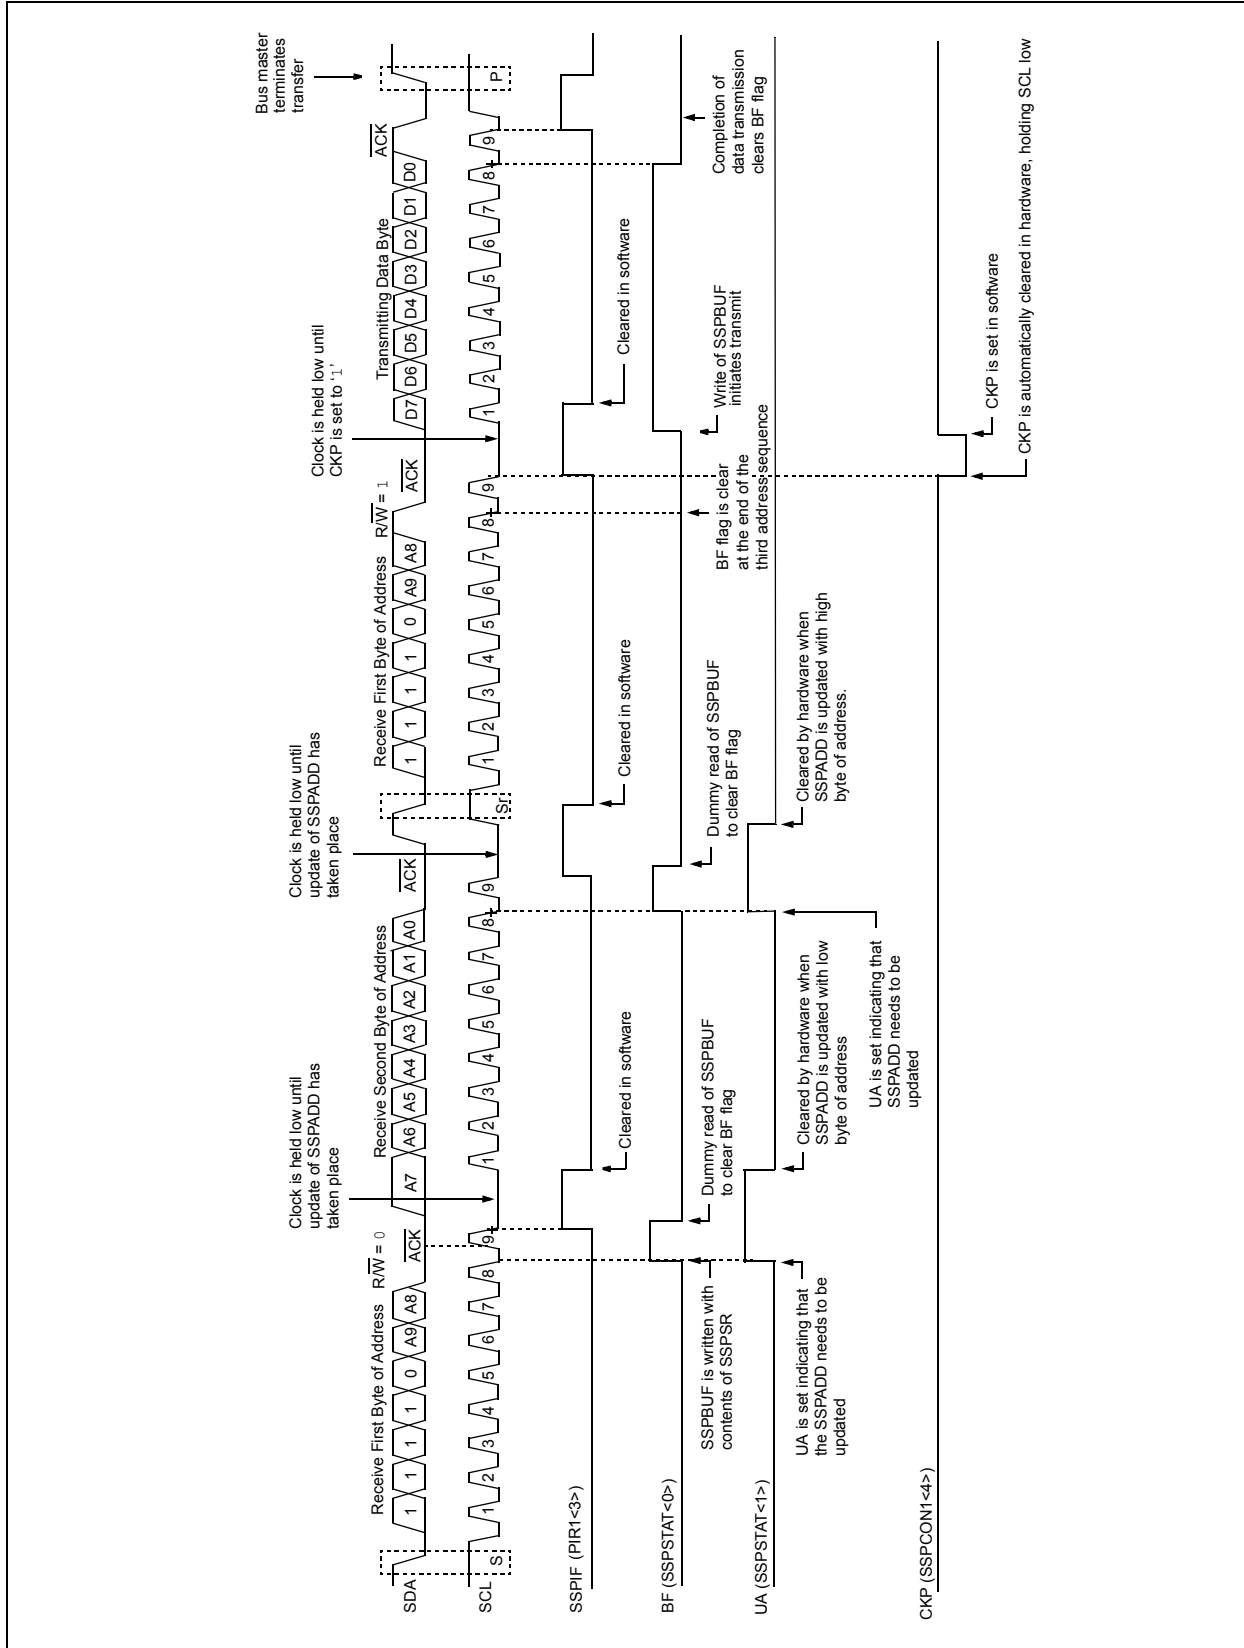 Bus master
terminates
transfer
Clock is held low until
CKP is set to ‘1’
Clock is held low until
update of SSPADD has
taken place
Clock is held low until
update of SSPADD has
taken place
Receive First Byte of Address R/W = 0
Receive Second Byte of Address
Receive First Byte of Address R/W = 1
Transmitting Data Byte
SDA
1 1 1 1 0 A9 A8 ACK
A7 A6 A5 A4 A3 A2 A1 A0 ACK
1 1 1 1 0 A9 A8 ACK
D7 D6 D5 D4 D3 D2 D1 D0 ACK
SCL
S 1 2 3 4 5 6 7 8 9
1 2 3 4 5 6 7 8 9
Sr 1 2 3 4 5 6 7 8 9
1 2 3 4 5 6 7 8 9 P
SSPIF (PIR1<3>)
Cleared in software
Cleared in software
Cleared in software
BF (SSPSTAT<0>)
SSPBUF is written with
contents of SSPSR
Dummy read of SSPBUF
to clear BF flag
Dummy read of SSPBUF
to clear BF flag
BF flag is clear
at the end of the
third address sequence
Write of SSPBUF
initiates transmit
Completion of
data transmission
clears BF flag
UA (SSPSTAT<1>)
UA is set indicating that
the SSPADD needs to be
updated
Cleared by hardware when
SSPADD is updated with low
byte of address
UA is set indicating that
SSPADD needs to be
updated
Cleared by hardware when
SSPADD is updated with high
byte of address.
CKP (SSPCON1<4>)
CKP is set in software
CKP is automatically cleared in hardware, holding SCL low